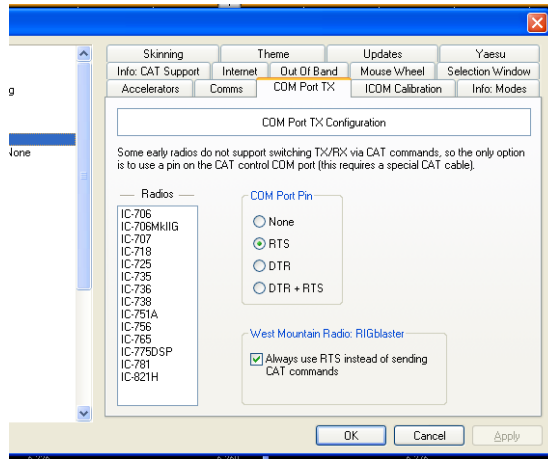 Skinning
Theme
Updates
Yaesu
Info: CAT Support
Internet
Out Of Band
Mouse Wheel
Selection Window
Accelerators
Comms
COM Port TX
ICOM Calibration
Info: Modes
COM Port TX Configuration
Some early radios do not support switching TX/RX via CAT commands, so the only option
is to use a pin on the CAT control COM port (this requires a special CAT
cable).
Radios
IC-706
IC-706MkIIG
IC-707
IC-718
IC-725
IC-735
IC-736
IC-738
IC-751A
IC-756
IC-765
IC-775DSP
IC-781
IC-821H
COM Port Pin
None
RTS
DTR
DTR + RTS
West Mountain Radio: RIGblaster
Always use RTS instead of sending
CAT commands
OK
Cancel
Apply